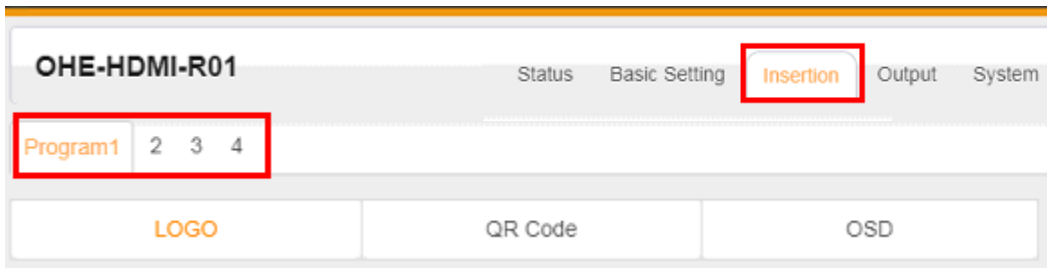 OHE-HDMI-R01
Status Basic Setting Insertion Output System
Program1 2 3 4
LOGO QR Code OSD